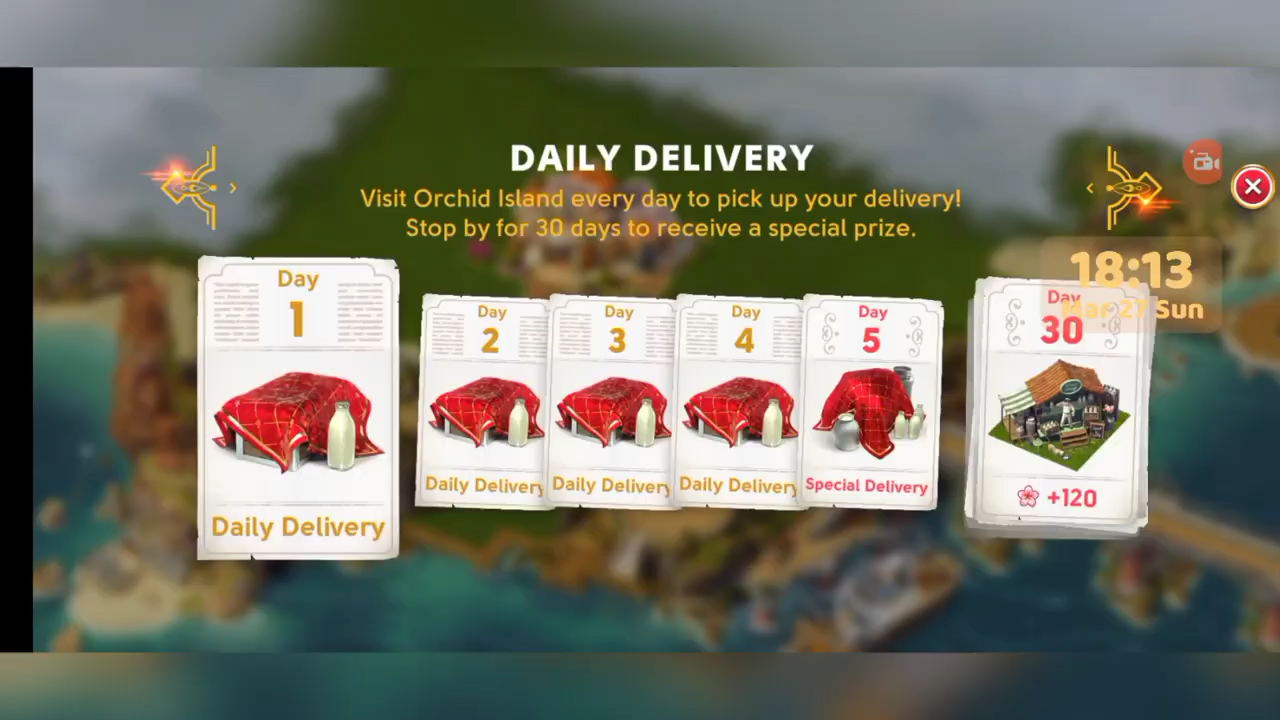 DAILY DELIVERY
Visit Orchid Island every day to pick up your delivery!
Stop by for 30 days to receive a special prize.
18:13
Mar 27 Sun
Day
1
Daily Delivery
Day
2
Daily Delivery
Day
3
Daily Delivery
Day
4
Daily Delivery
Day
5
Special Delivery
Day
30
+120